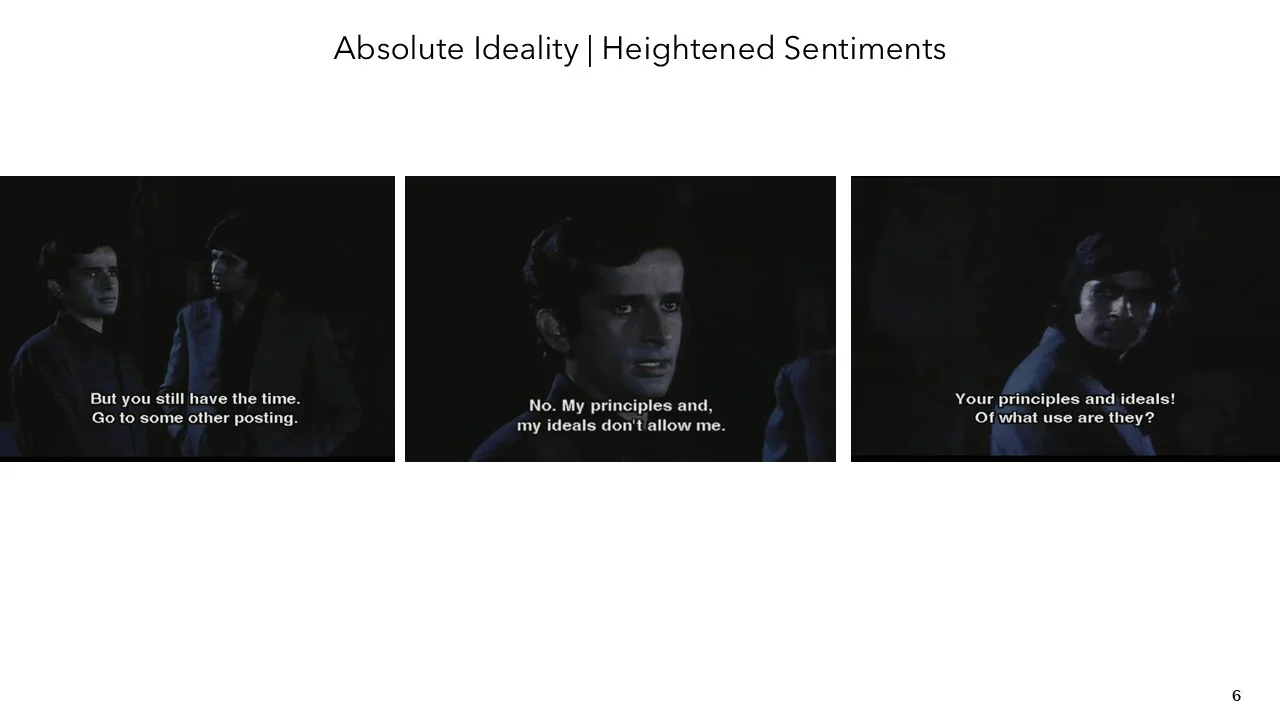 Absolute Ideality | Heightened Sentiments
But you still have the time.
Go to some other posting.
No. My principles and,
my ideals don't allow me.
Your principles and ideals!
Of what use are they?
6